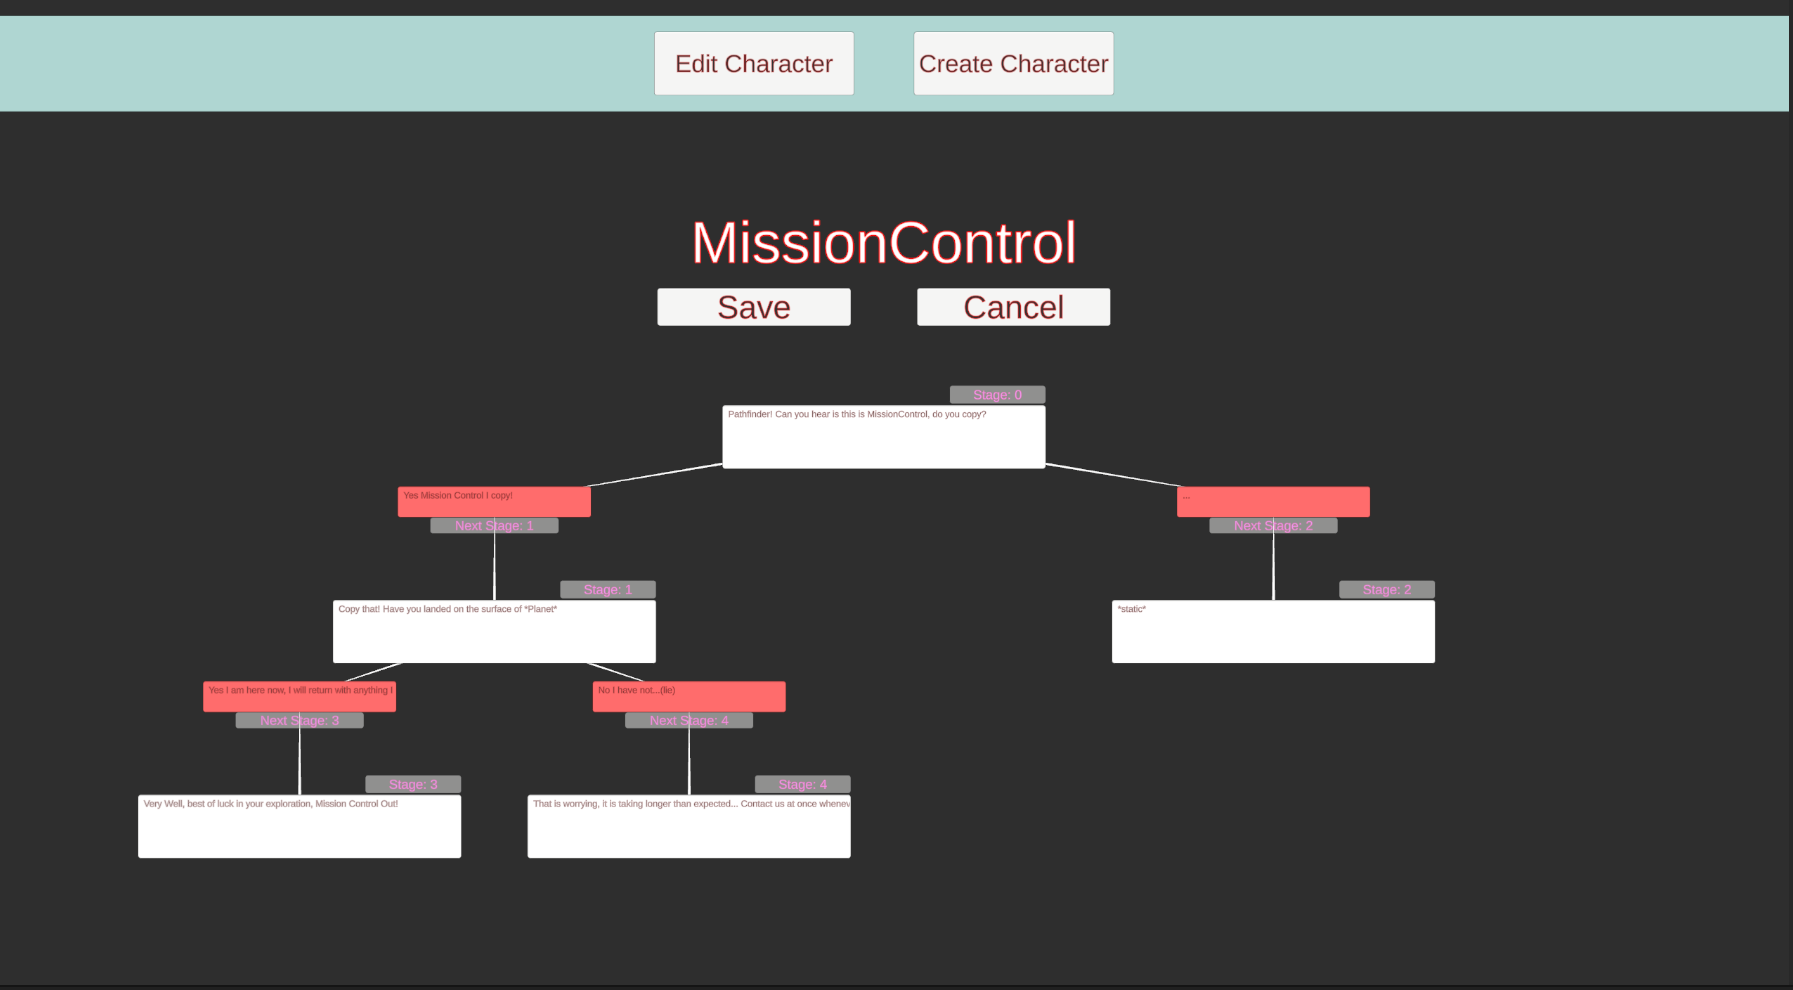 Edit Character
Create Character
MissionControl
Save
Cancel
Stage: 0
Pathfinder! Can you hear is this is MissionControl, do you copy?
Yes Mission Control I copy!
...
Next Stage: 1
Next Stage: 2
Stage: 1
Stage: 2
Copy that! Have you landed on the surface of *Planet*
*static*
Yes I am here now, I will return with anything I
No I have not...(lie)
Next Stage: 3
Next Stage: 4
Stage: 3
Stage: 4
Very Well, best of luck in your exploration, Mission Control Out!
That is worrying, it is taking longer than expected... Contact us at once whenev